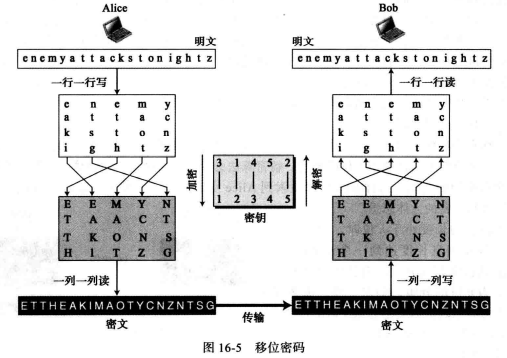 Alice
明文
e n e m y a t t a c k s t o n i g h t z
一行一行写
e n e m y
a t t a c
k s t o n
i g h t z
E E M Y N
T A A C T
T K O N S
H I T Z G
一列一列读
ETTHEAKIMAOTYCNZNTSG
密文
加密
3 1 4 5 2
1 2 3 4 5
密钥
解密
传输
Bob
明文
e n e m y a t t a c k s t o n i g h t z
一行一行读
e n e m y
a t t a c
k s t o n
i g h t z
E E M Y N
T A A C T
T K O N S
H I T Z G
一列一列写
ETTHEAKIMAOTYCNZNTSG
密文
图 16-5 移位密码